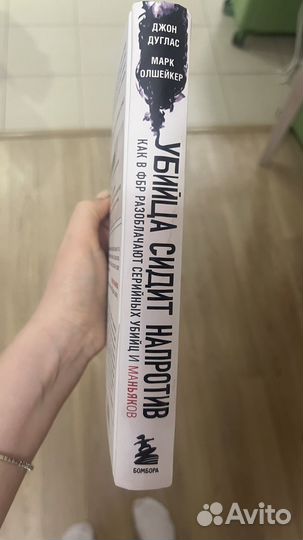 ДЖОН
ДУГЛАС
МАРК
ОЛШЕЙКЕР
УБИЙЦА СИДИТ НАПРОТИВ
КАК В ФБР РАЗОБЛАЧАЮТ СЕРИЙНЫХ УБИЙЦ И МАНЬЯКОВ
БОМБОРА
Avito